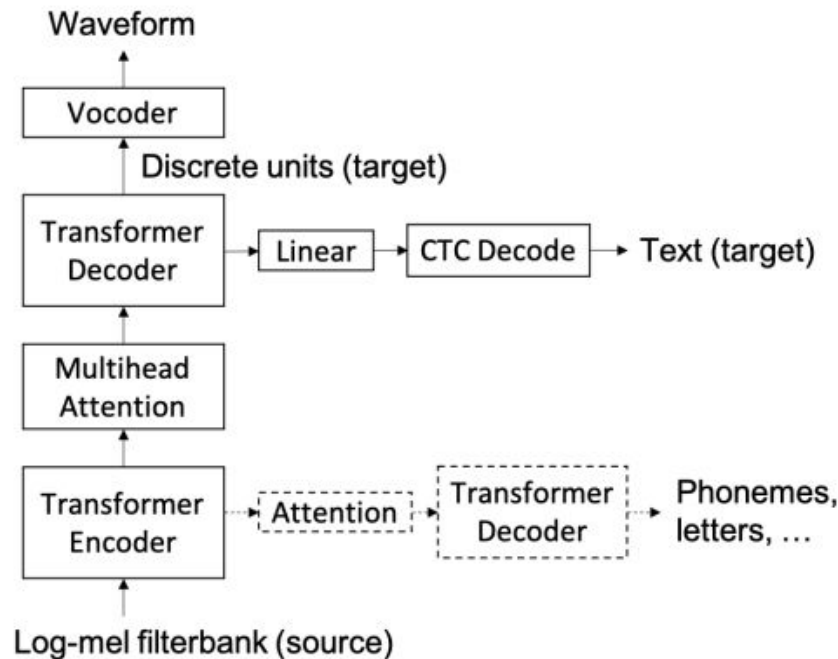 Waveform
Vocoder
Discrete units (target)
Transformer
Decoder
Linear
CTC Decode
Text (target)
Multihead
Attention
Transformer
Encoder
Attention
Transformer
Decoder
Phonemes,
letters, ...
Log-mel filterbank (source)